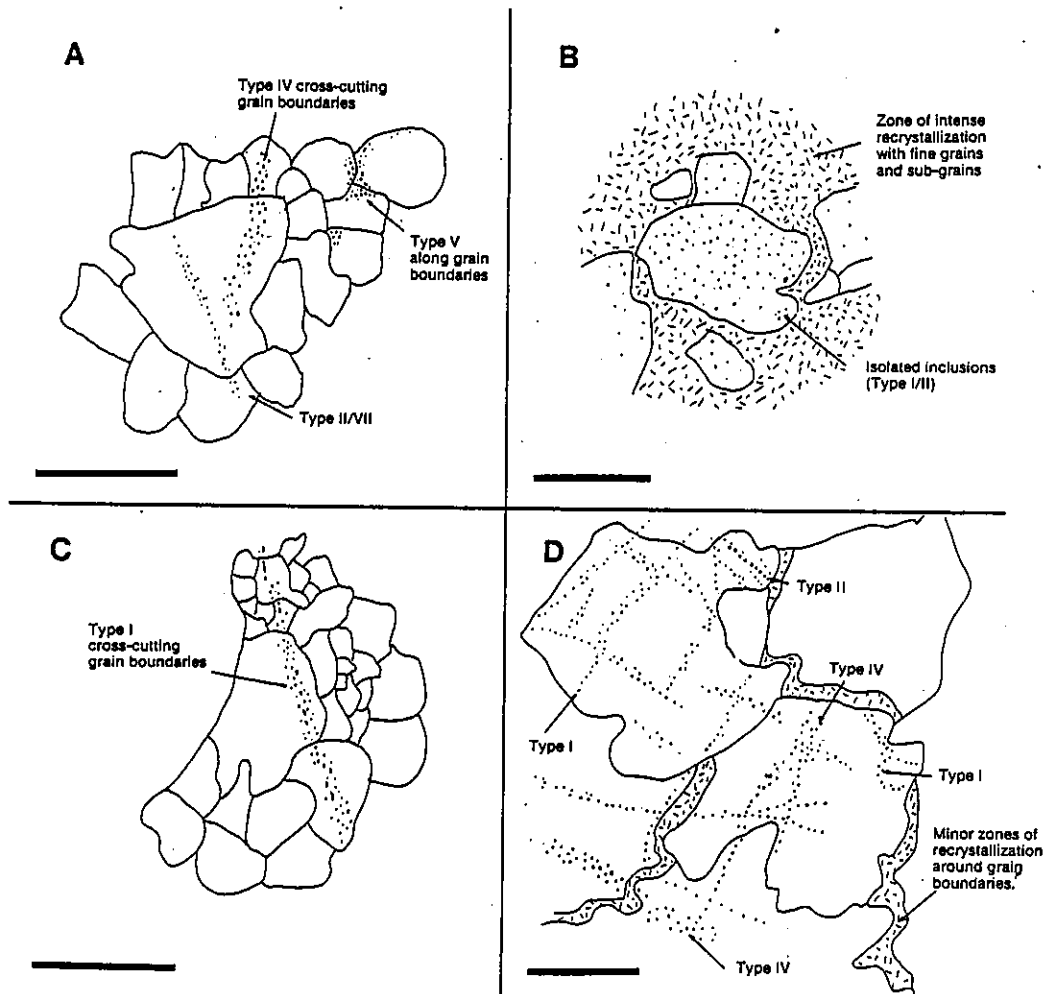 A
Type IV cross-cutting
grain boundaries
Type V
along grain
boundaries
Type II/VII
B
Zone of intense
recrystallization
with fine grains
and sub-grains
Isolated inclusions
(Type I/II)
C
Type I
cross-cutting
grain boundaries
D
Type II
Type IV
Type I
Type I
Minor zones of
recrystallization
around grain
boundaries.
Type IV